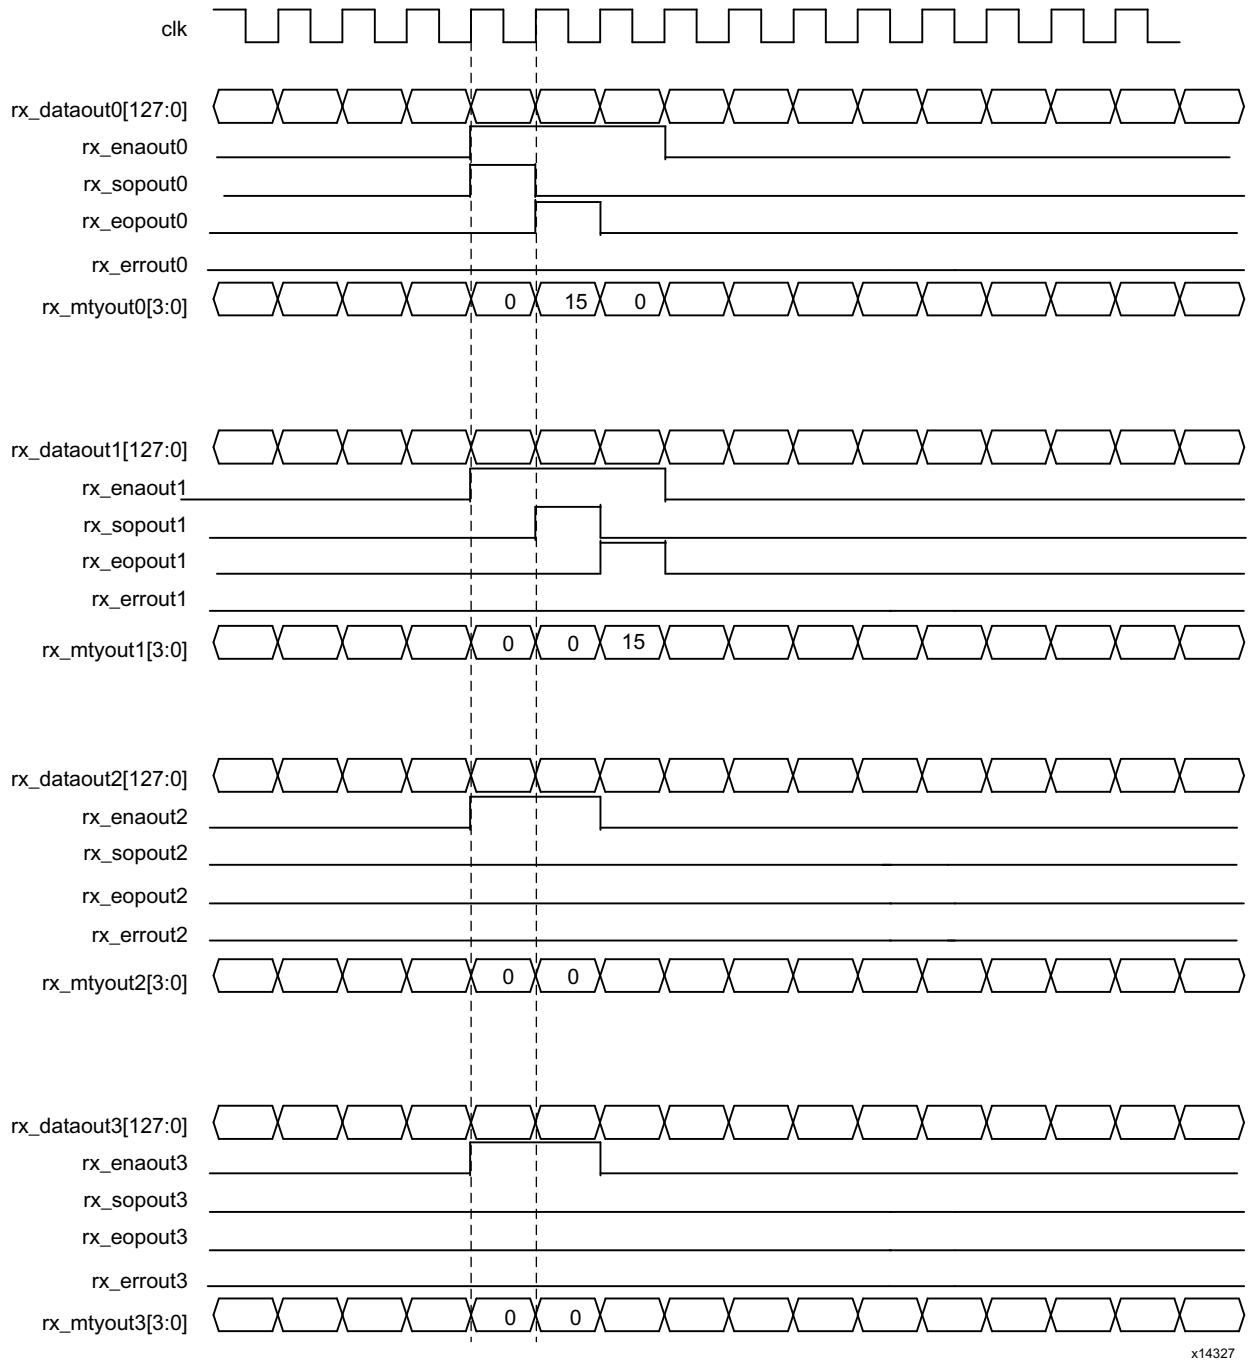 clk
rx_dataout0[127:0]
rx_enaout0
rx_sopout0
rx_eopout0
rx_errout0
rx_mtyout0[3:0] 0 15 0
rx_dataout1[127:0]
rx_enaout1
rx_sopout1
rx_eopout1
rx_errout1
rx_mtyout1[3:0] 0 0 15
rx_dataout2[127:0]
rx_enaout2
rx_sopout2
rx_eopout2
rx_errout2
rx_mtyout2[3:0] 0 0
rx_dataout3[127:0]
rx_enaout3
rx_sopout3
rx_eopout3
rx_errout3
rx_mtyout3[3:0] 0 0
x14327